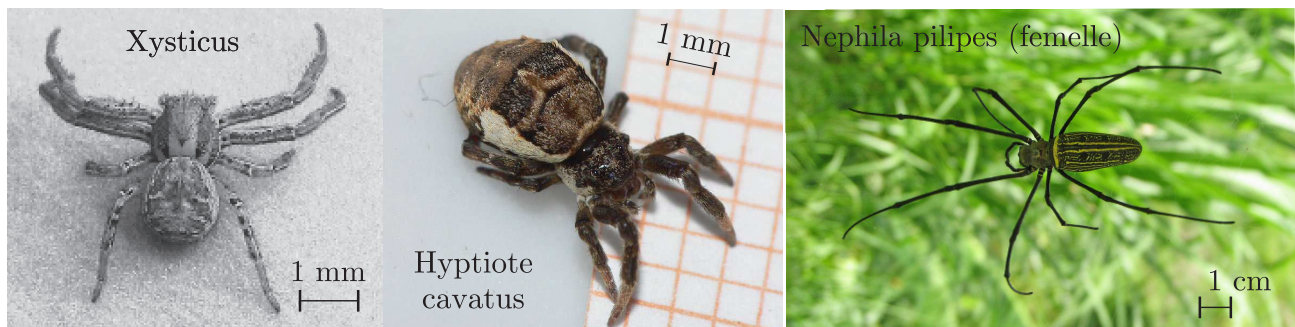 Xysticus
1 mm
1 mm
Hyptiote
cavatus
Nephila pilipes (femelle)
1 cm